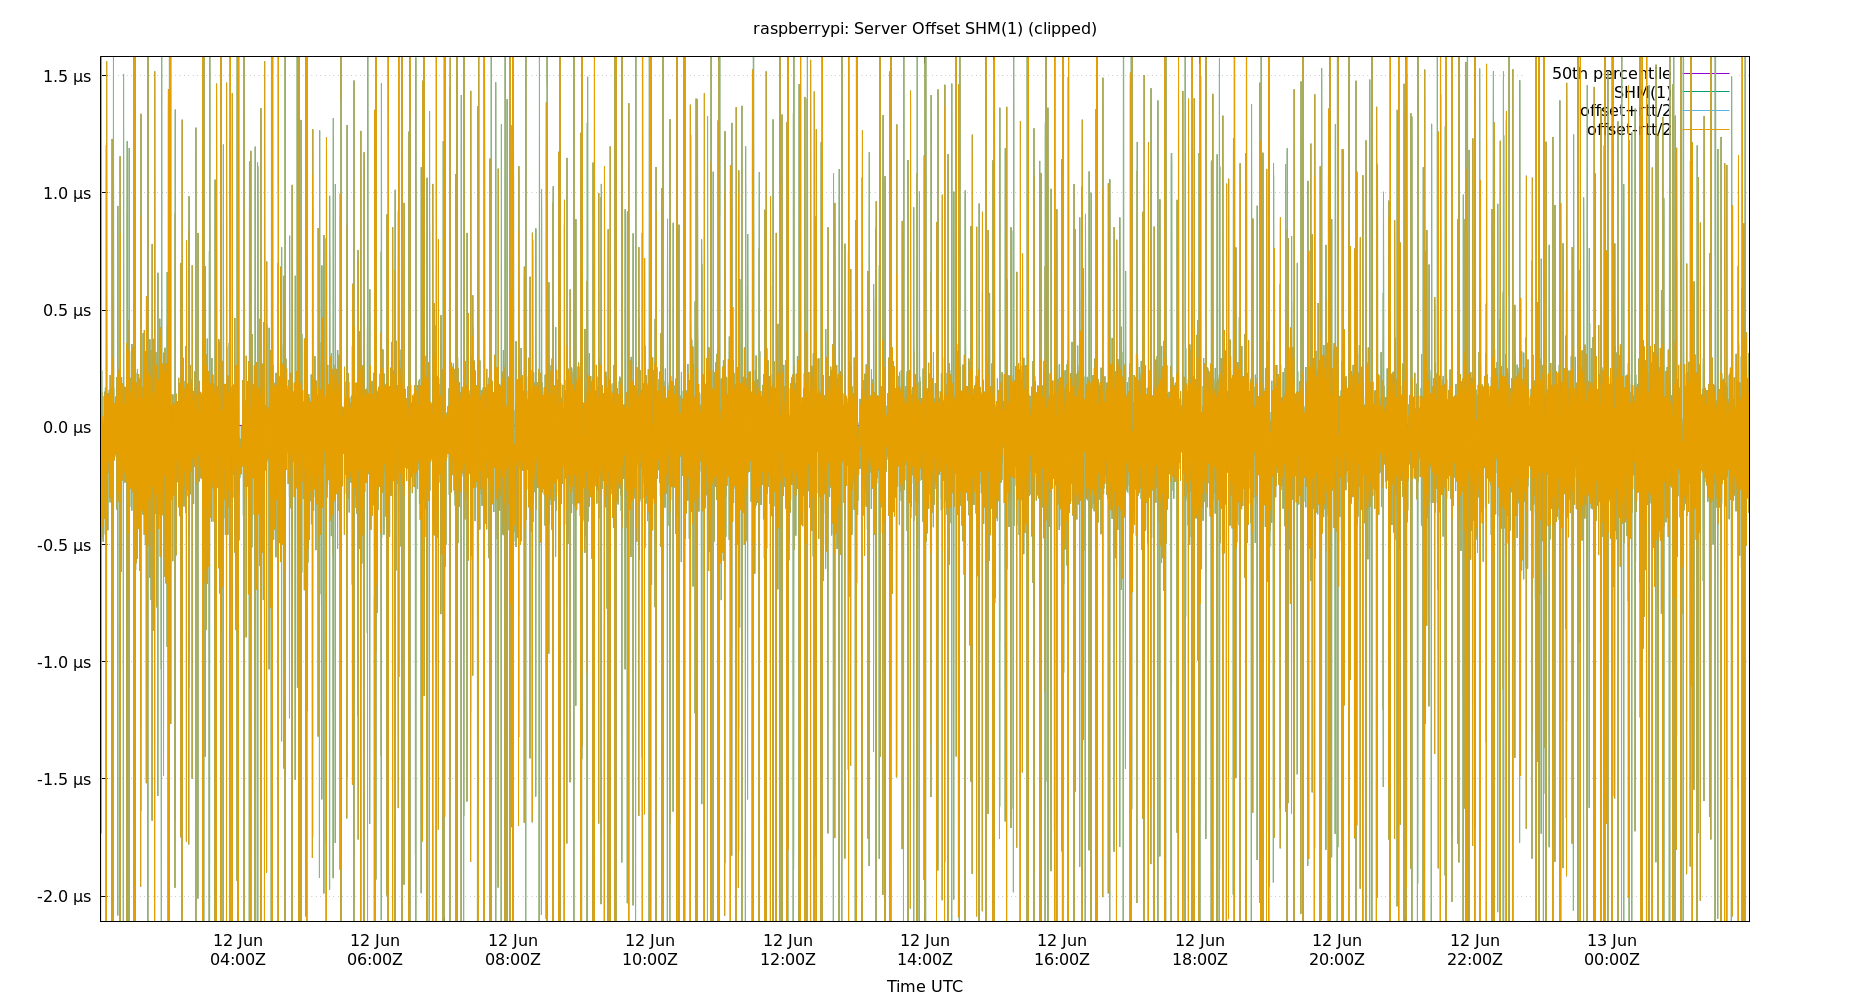 raspberrypi: Server Offset SHM(1) (clipped)
50th percentile
SHM(1)
offset+rtt/2
offset-rtt/2
1.5 μs
1.0 μs
0.5 μs
0.0 μs
-0.5 μs
-1.0 μs
-1.5 μs
-2.0 μs
12 Jun 12 Jun 12 Jun 12 Jun 12 Jun 12 Jun 12 Jun 12 Jun 12 Jun 12 Jun 13 Jun
04:00Z 06:00Z 08:00Z 10:00Z 12:00Z 14:00Z 16:00Z 18:00Z 20:00Z 22:00Z 00:00Z
Time UTC